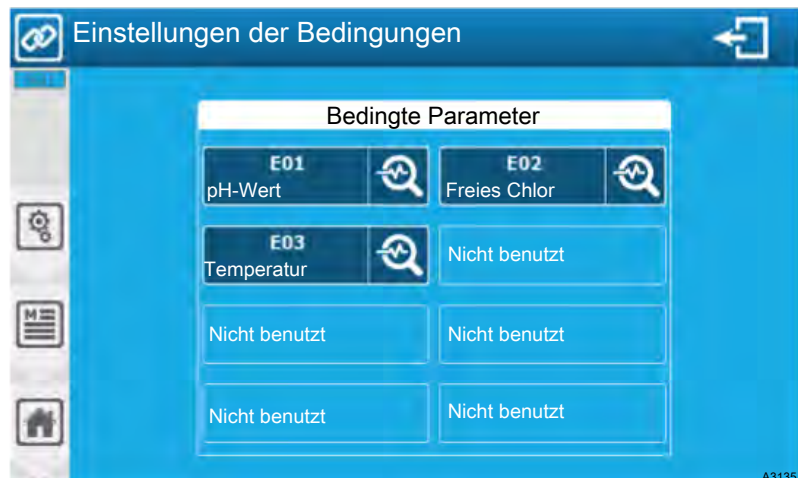 Einstellungen der Bedingungen
Bedingte Parameter
E01
pH-Wert
E02
Freies Chlor
E03
Temperatur
Nicht benutzt
Nicht benutzt
Nicht benutzt
Nicht benutzt
Nicht benutzt
M
A3135